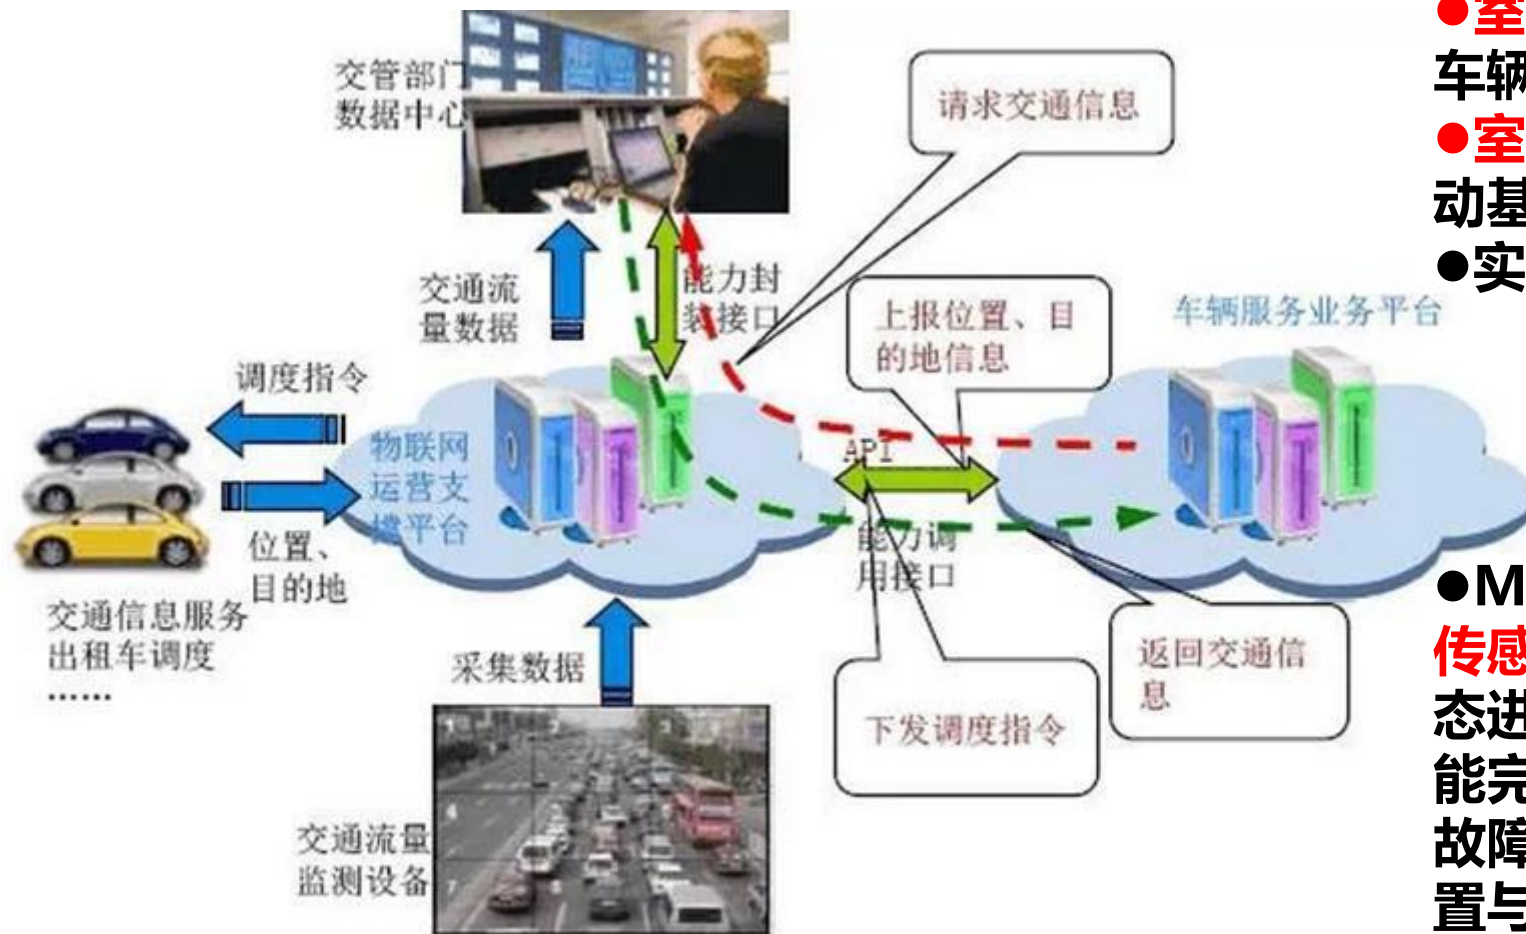 交管部门
数据中心
请求交通信息
交通流
量数据
能力封
装接口
上报位置、目
的地信息
车辆服务业务平台
调度指令
物联网
运营支
撑平台
API
位置、
目的地
能力调
用接口
交通信息服务
出租车调度
……
采集数据
返回交通信
息
下发调度指令
交通流量
监测设备
●室
车辆
●室
动基
●实
●M
传感
态进
能完
故障
置与